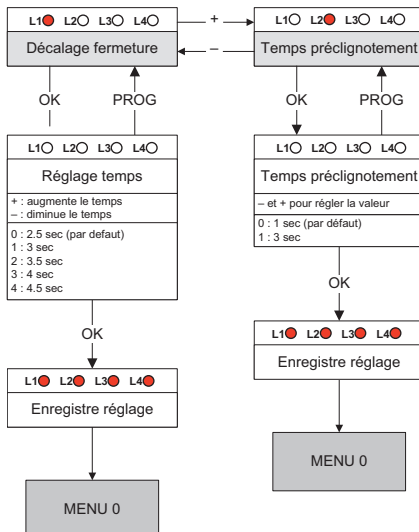 L1 L2 L3 L4
Décalage fermeture
+
–
L1 L2 L3 L4
Temps préclignotement
OK
PROG
OK
PROG
L1 L2 L3 L4
Réglage temps
+ : augmente le temps
– : diminue le temps
0 : 2.5 sec (par defaut)
1 : 3 sec
2 : 3.5 sec
3 : 4 sec
4 : 4.5 sec
L1 L2 L3 L4
Temps préclignotement
– et + pour régler la valeur
0 : 1 sec (par défaut)
1 : 3 sec
OK
OK
L1 L2 L3 L4
Enregistre réglage
L1 L2 L3 L4
Enregistre réglage
MENU 0
MENU 0